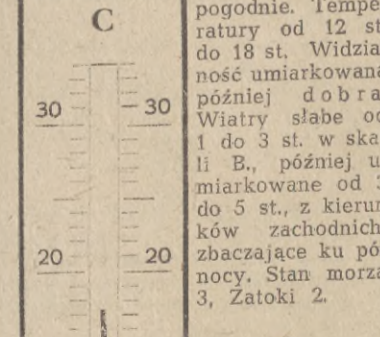 C
30 30
20 20
pogodnie. Tempe
ratury od 12 st
do 18 st. Widzia
ność umiarkowana
później dobra
Wiatry słabe od
1 do 3 st. w ska
li B., później u
miarkowane od 3
do 5 st., z kierun
ków zachodnich
zbaczające ku pó
nocy. Stan morza
3, Zatoki 2.